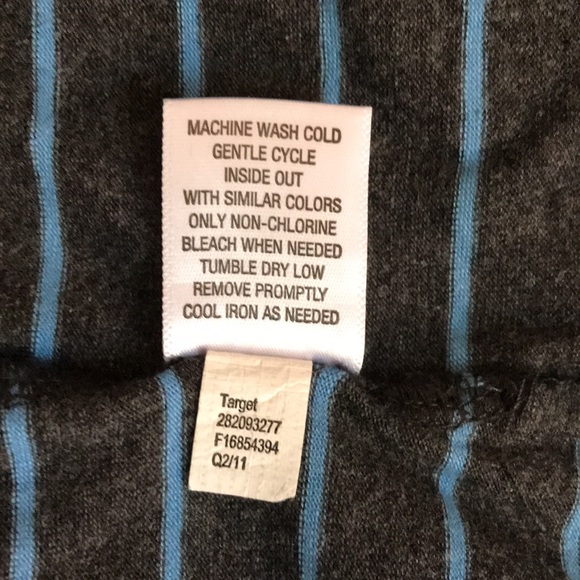 MACHINE WASH COLD
GENTLE CYCLE
INSIDE OUT
WITH SIMILAR COLORS
ONLY NON-CHLORINE
BLEACH WHEN NEEDED
TUMBLE DRY LOW
REMOVE PROMPTLY
COOL IRON AS NEEDED
Target
282093277
F16854394
Q2/11